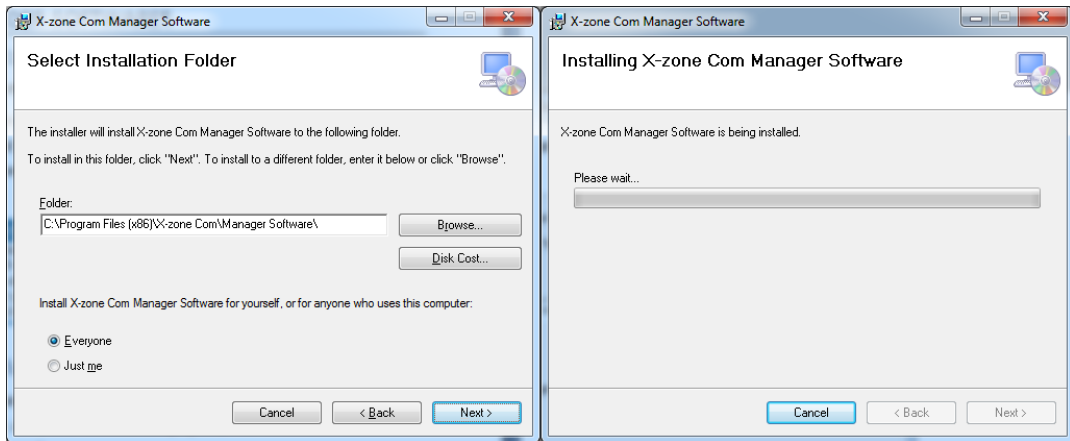 X-zone Com Manager Software
Select Installation Folder
The installer will install X-zone Com Manager Software to the following folder.
To install in this folder, click "Next". To install to a different folder, enter it below or click "Browse".
Folder:
C:\Program Files (x86)\X-zone Com\Manager Software\
Browse...
Disk Cost...
Install X-zone Com Manager Software for yourself, or for anyone who uses this computer:
Everyone
Just me
Cancel
< Back
Next >
X-zone Com Manager Software
Installing X-zone Com Manager Software
X-zone Com Manager Software is being installed.
Please wait...
Cancel
< Back
Next >